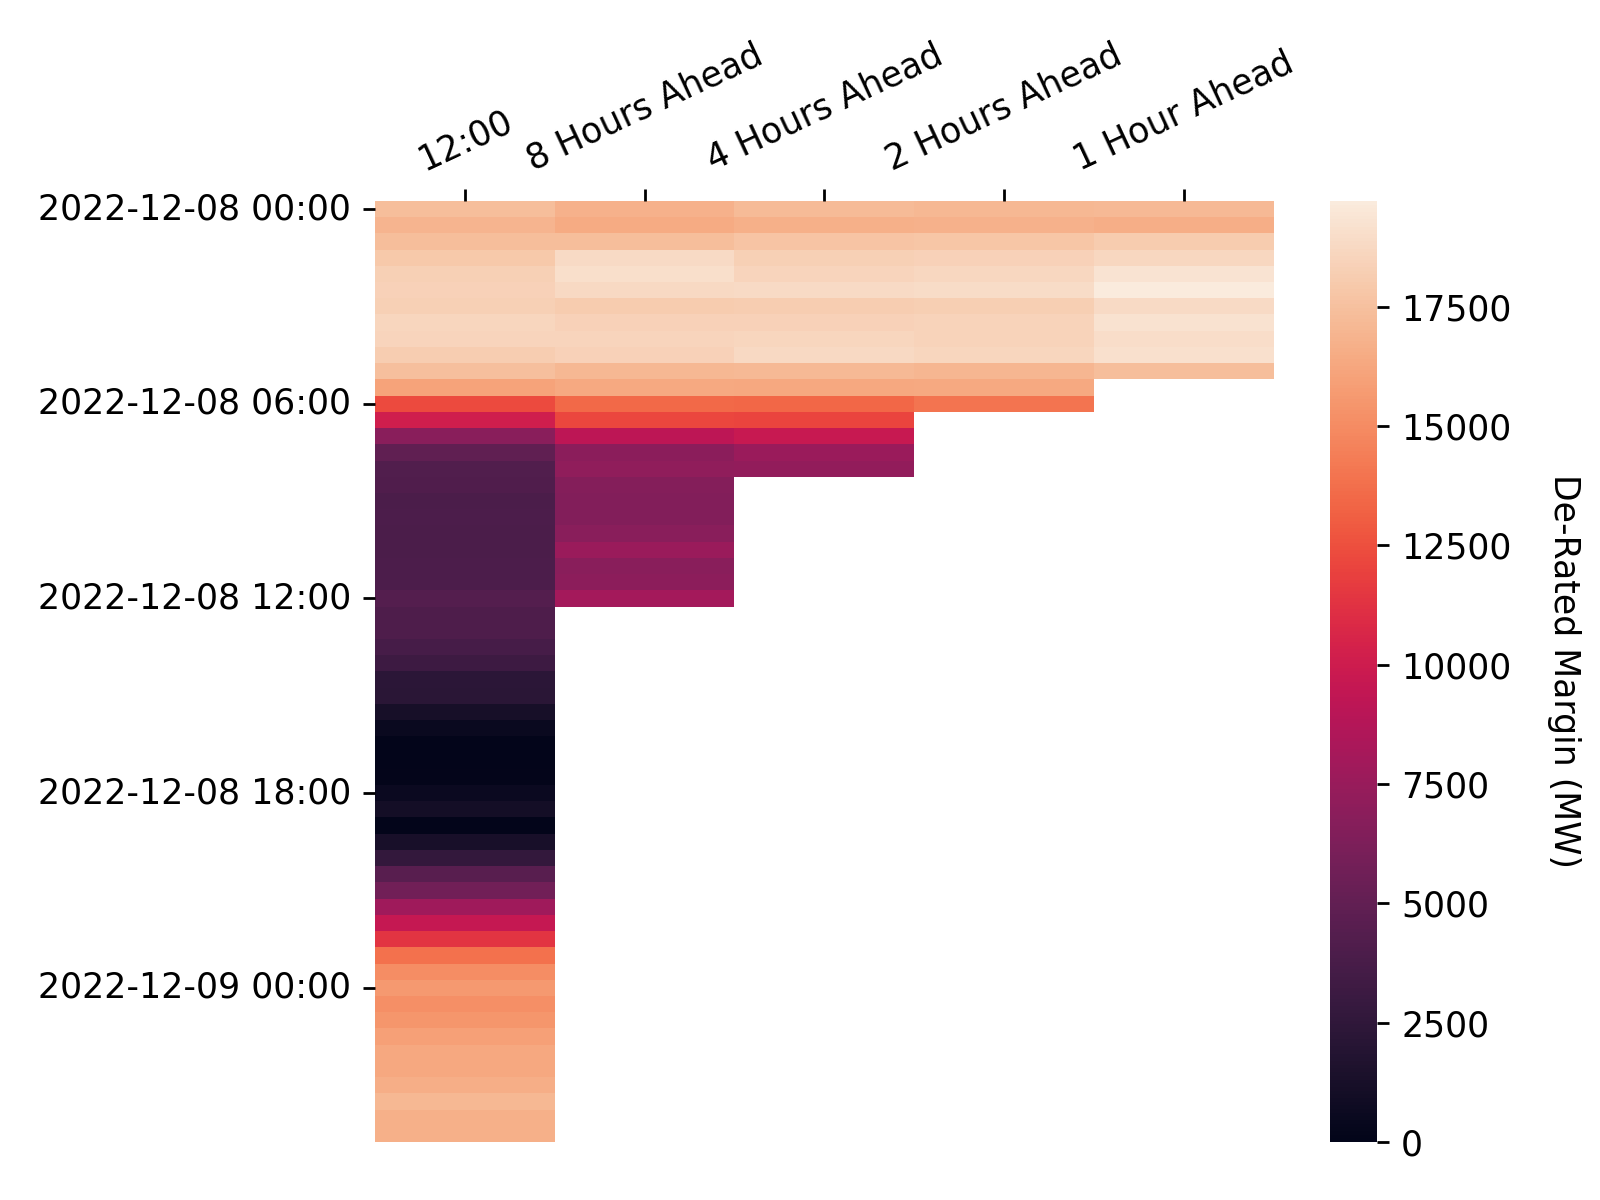 12:00
8 Hours Ahead
4 Hours Ahead
2 Hours Ahead
1 Hour Ahead
2022-12-08 00:00
2022-12-08 06:00
2022-12-08 12:00
2022-12-08 18:00
2022-12-09 00:00
17500
15000
12500
10000
7500
5000
2500
0
De-Rated Margin (MW)